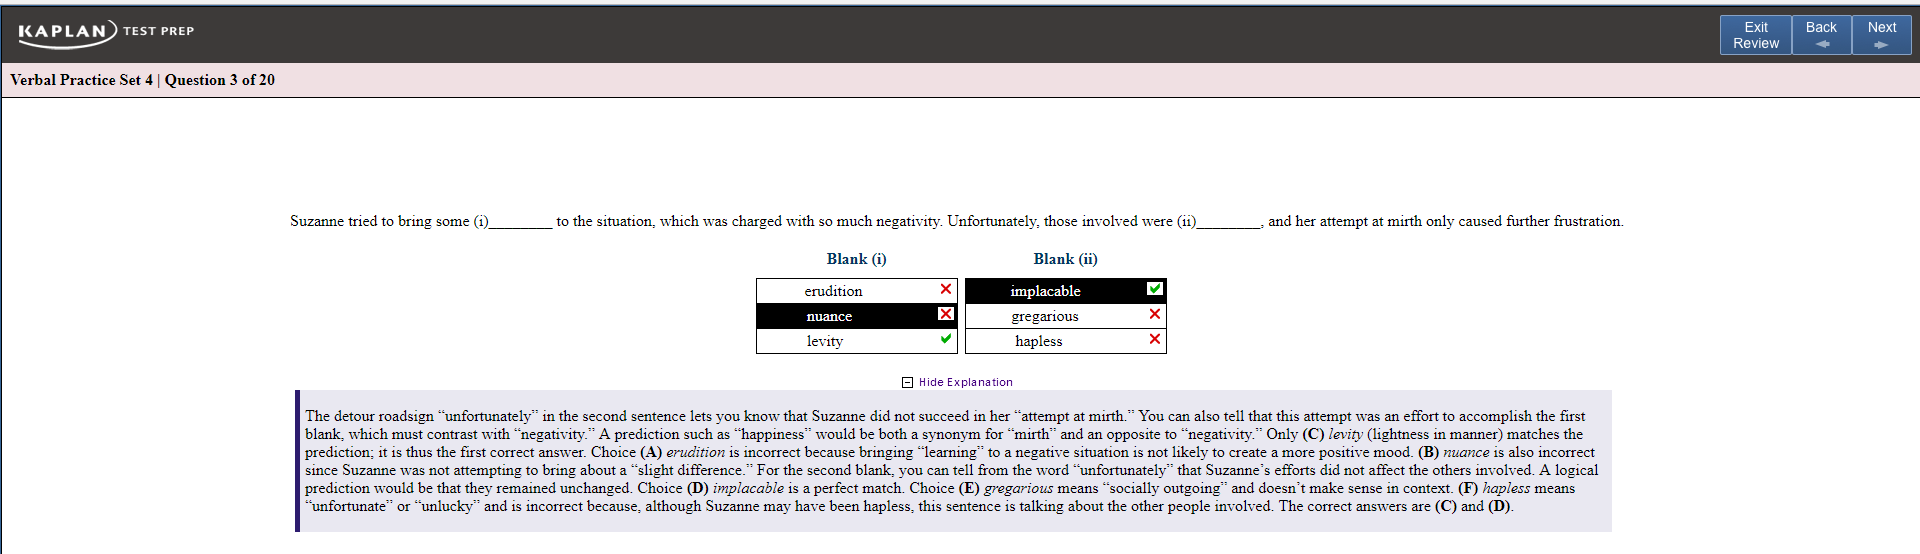 KAPLAN TEST PREP
Exit Review
Back
Next
Verbal Practice Set 4 | Question 3 of 20
Suzanne tried to bring some (i)________ to the situation, which was charged with so much negativity. Unfortunately, those involved were (ii)________, and her attempt at mirth only caused further frustration.
Blank (i) Blank (ii)
erudition implacable
nuance gregarious
levity hapless
Hide Explanation
The detour roadsign “unfortunately” in the second sentence lets you know that Suzanne did not succeed in her “attempt at mirth.” You can also tell that this attempt was an effort to accomplish the first
blank, which must contrast with “negativity.” A prediction such as “happiness” would be both a synonym for “mirth” and an opposite to “negativity.” Only (C) levity (lightness in manner) matches the
prediction; it is thus the first correct answer. Choice (A) erudition is incorrect because bringing “learning” to a negative situation is not likely to create a more positive mood. (B) nuance is also incorrect
since Suzanne was not attempting to bring about a “slight difference.” For the second blank, you can tell from the word “unfortunately” that Suzanne’s efforts did not affect the others involved. A logical
prediction would be that they remained unchanged. Choice (D) implacable is a perfect match. Choice (E) gregarious means “socially outgoing” and doesn’t make sense in context. (F) hapless means
“unfortunate” or “unlucky” and is incorrect because, although Suzanne may have been hapless, this sentence is talking about the other people involved. The correct answers are (C) and (D).